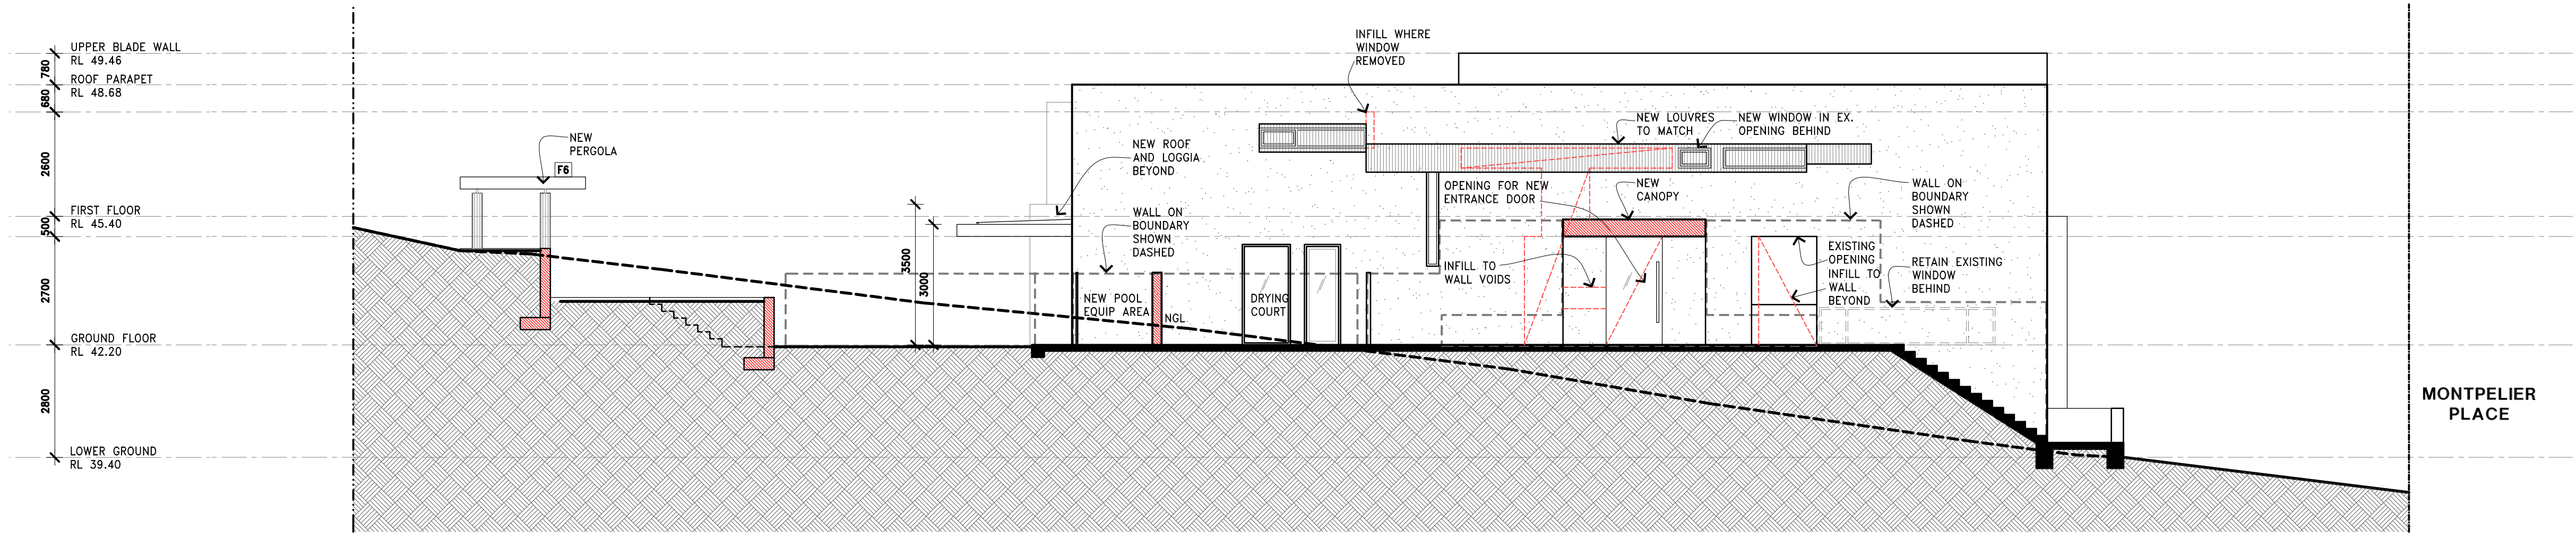 UPPER BLADE WALL
RL 49.46
780
ROOF PARAPET
RL 48.68
680
2600
FIRST FLOOR
RL 45.40
500
2700
GROUND FLOOR
RL 42.20
2800
LOWER GROUND
RL 39.40
NEW
PERGOLA
F6
3500
3000
NEW ROOF
AND LOGGIA
BEYOND
WALL ON
BOUNDARY
SHOWN
DASHED
NEW POOL
EQUIP AREA
NGL
DRYING
COURT
INFILL WHERE
WINDOW
REMOVED
NEW LOUVRES
TO MATCH
NEW WINDOW IN EX.
OPENING BEHIND
OPENING FOR NEW
ENTRANCE DOOR
NEW
CANOPY
INFILL TO
WALL VOIDS
WALL ON
BOUNDARY
SHOWN
DASHED
EXISTING
OPENING
INFILL TO
WALL
BEYOND
RETAIN EXISTING
WINDOW
BEHIND
MONTPELIER
PLACE